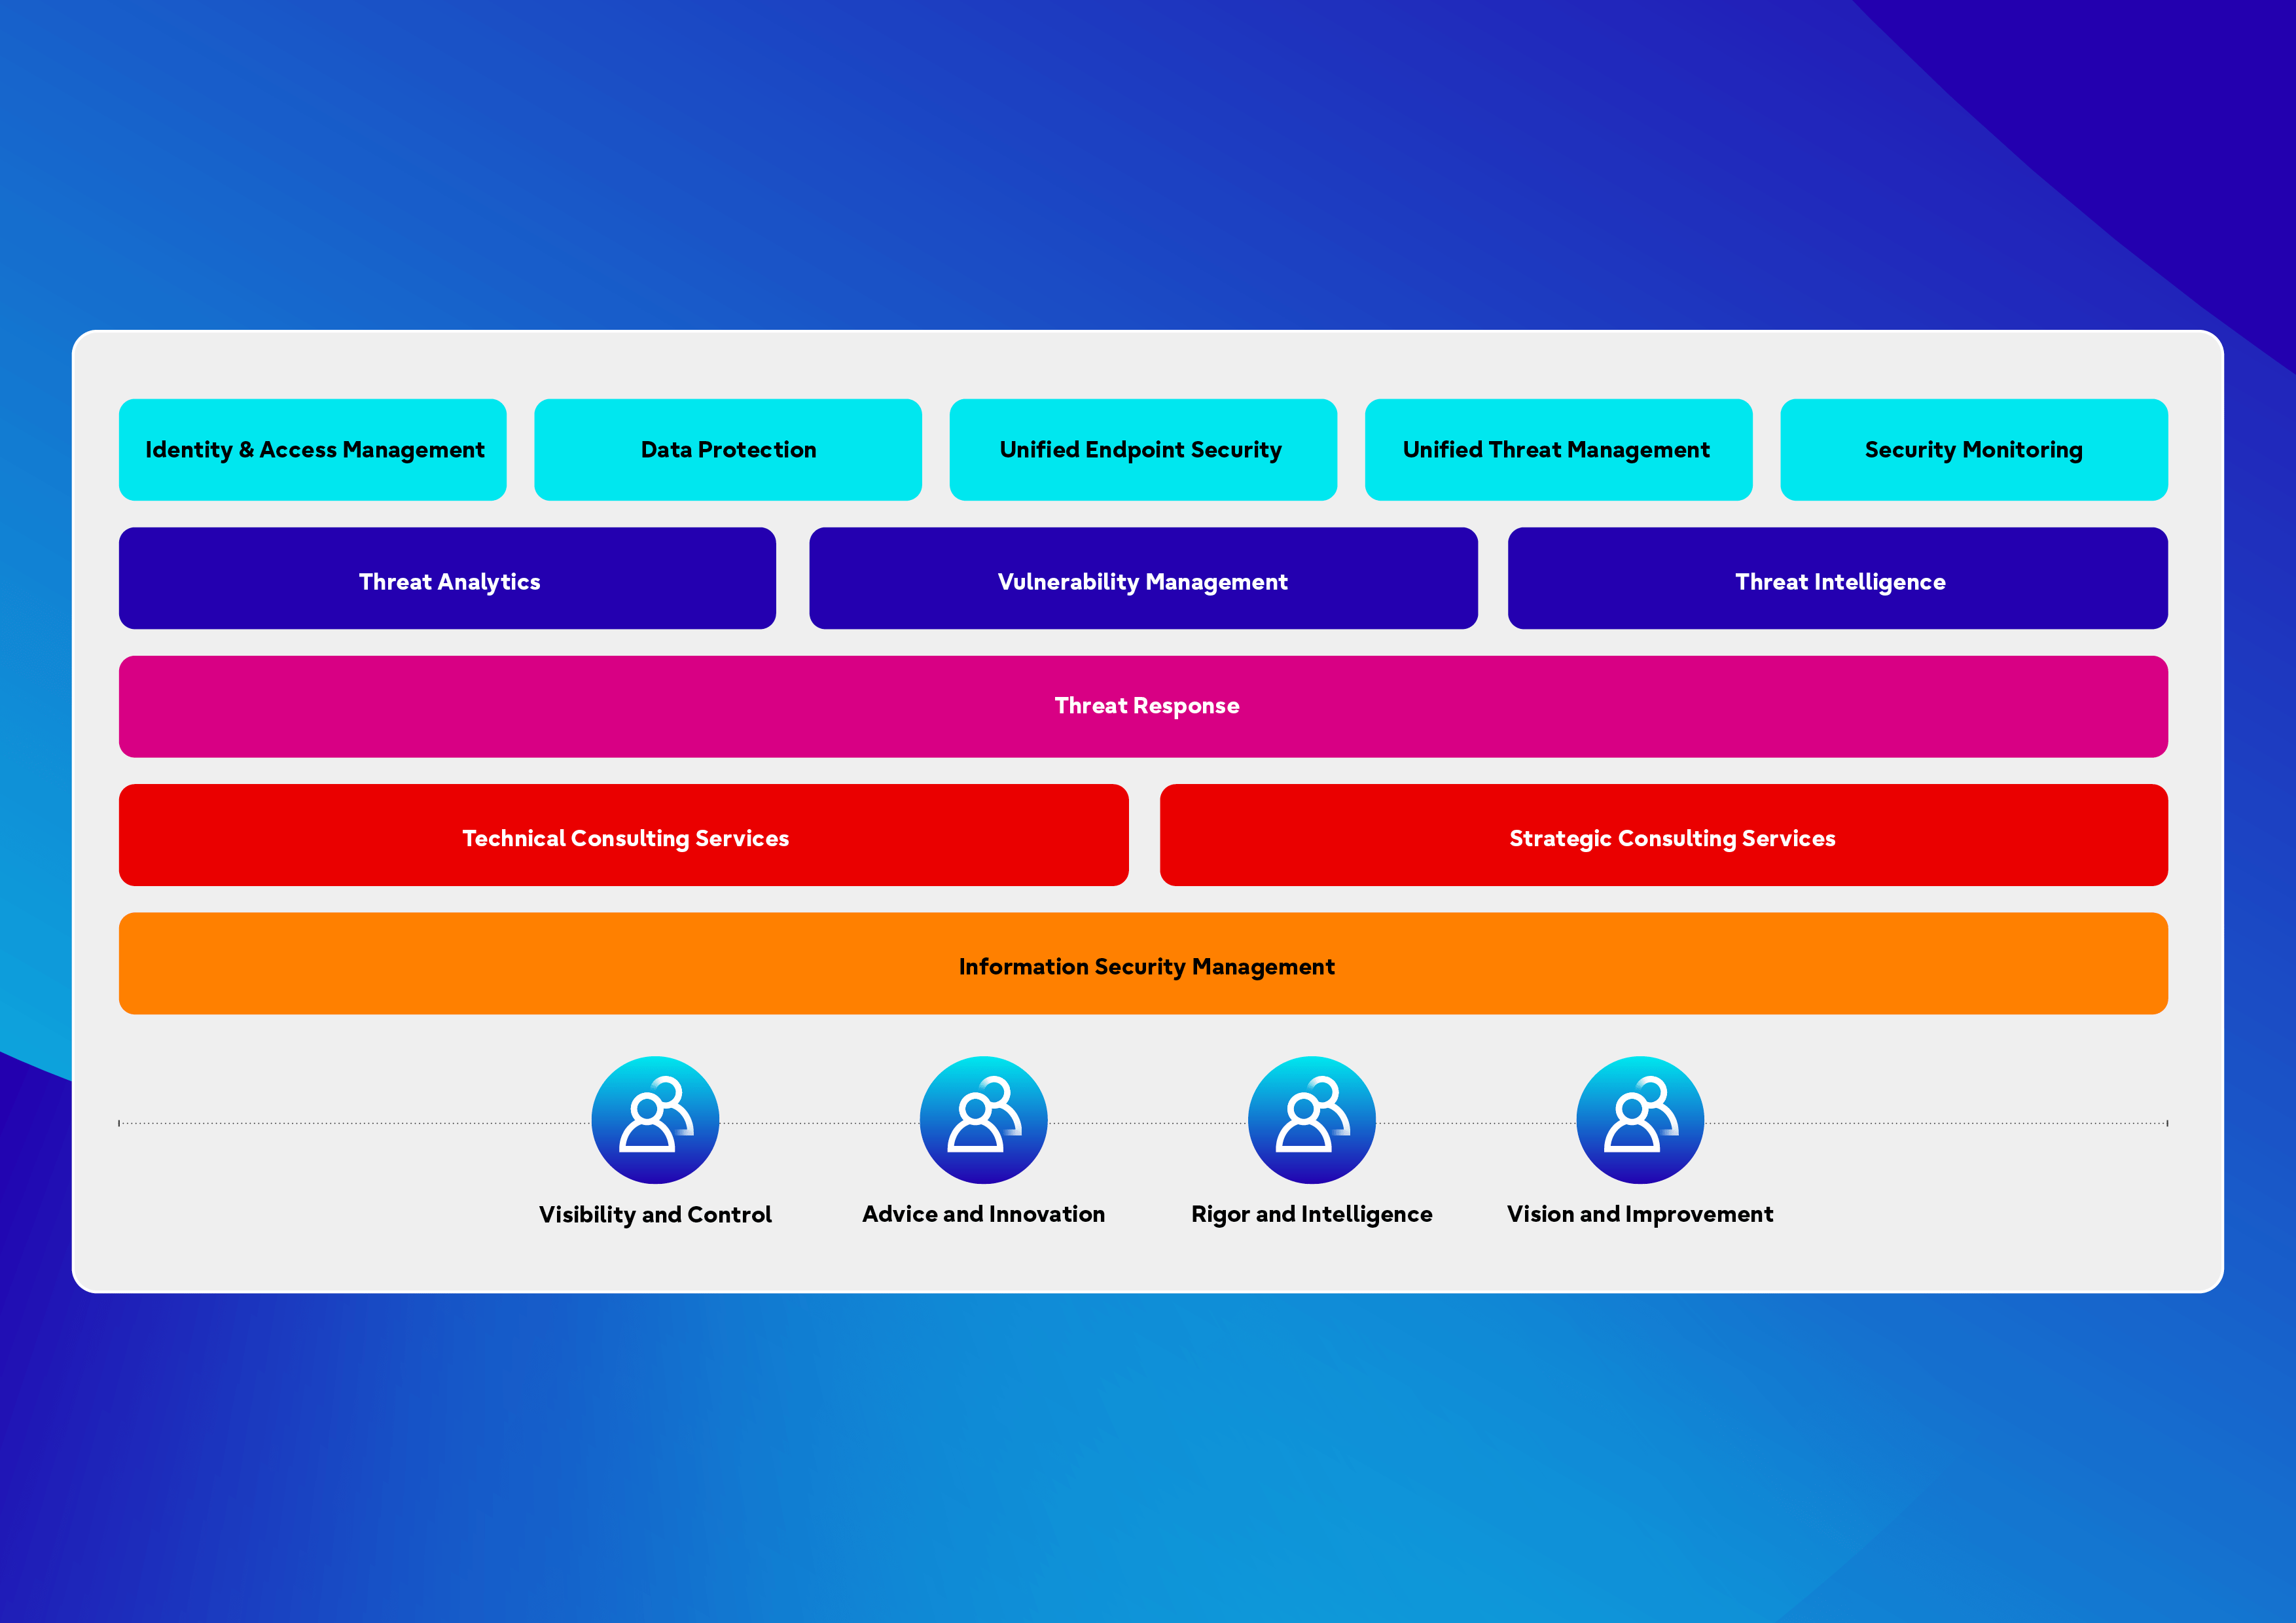 Identity & Access Management
Data Protection
Unified Endpoint Security
Unified Threat Management
Security Monitoring
Threat Analytics
Vulnerability Management
Threat Intelligence
Threat Response
Technical Consulting Services
Strategic Consulting Services
Information Security Management
Visibility and Control
Advice and Innovation
Rigor and Intelligence
Vision and Improvement